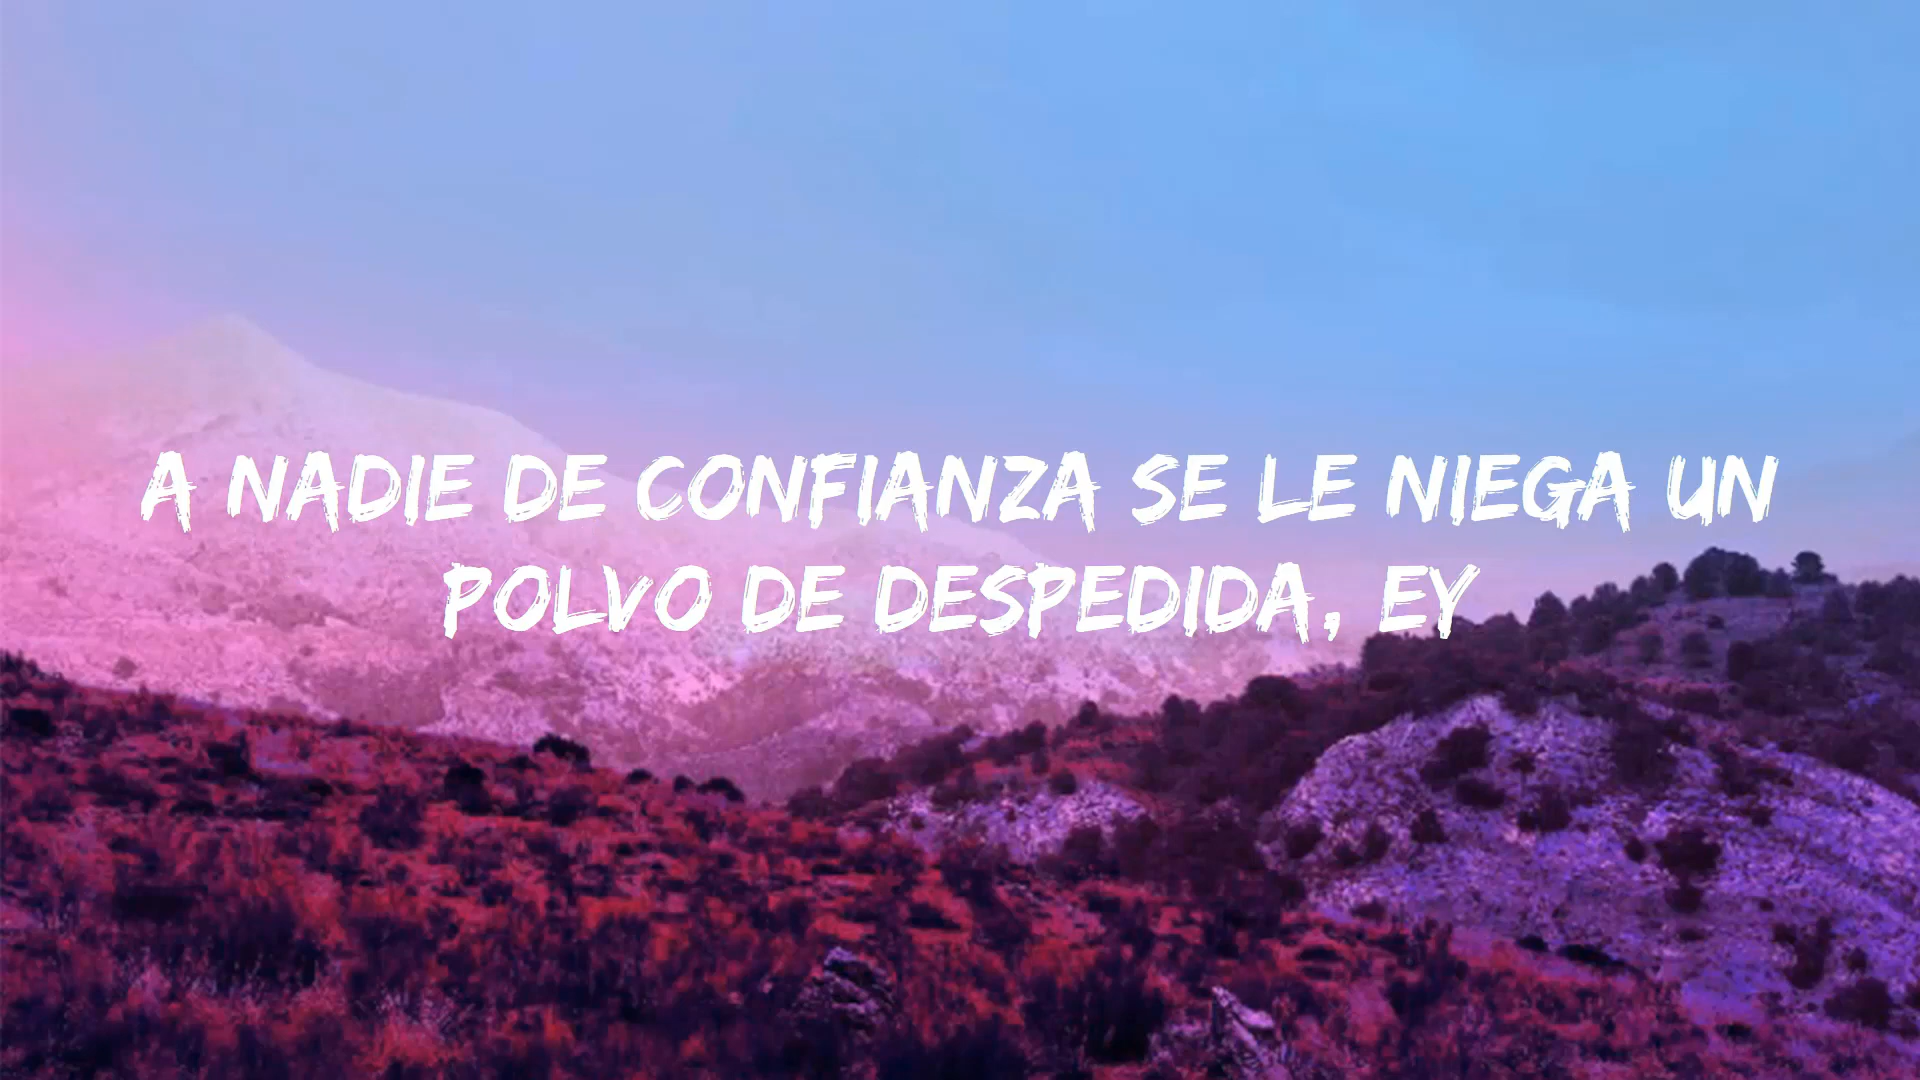 A NADIE DE CONFIANZA SE LE NIEGA UN
POLVO DE DESPEDIDA, EY